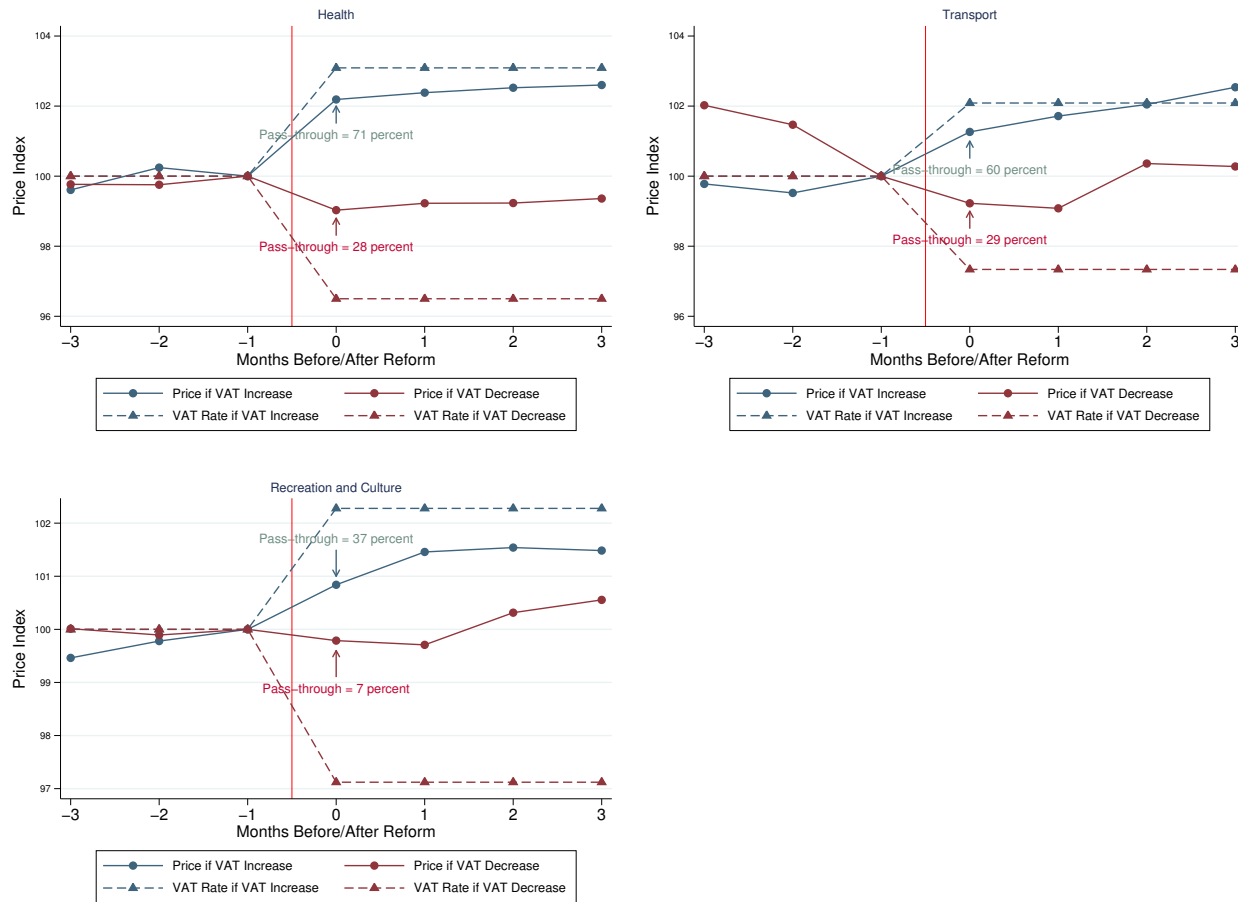 Health
104
102
100
98
96
Price Index
Pass-through = 71 percent
Pass-through = 28 percent
−3 −2 −1 0 1 2 3
Months Before/After Reform
Price if VAT Increase Price if VAT Decrease
VAT Rate if VAT Increase VAT Rate if VAT Decrease
Transport
104
102
100
98
96
Price Index
Pass-through = 60 percent
Pass-through = 29 percent
−3 −2 −1 0 1 2 3
Months Before/After Reform
Price if VAT Increase Price if VAT Decrease
VAT Rate if VAT Increase VAT Rate if VAT Decrease
Recreation and Culture
102
101
100
99
98
97
Price Index
Pass-through = 37 percent
Pass-through = 7 percent
−3 −2 −1 0 1 2 3
Months Before/After Reform
Price if VAT Increase Price if VAT Decrease
VAT Rate if VAT Increase VAT Rate if VAT Decrease